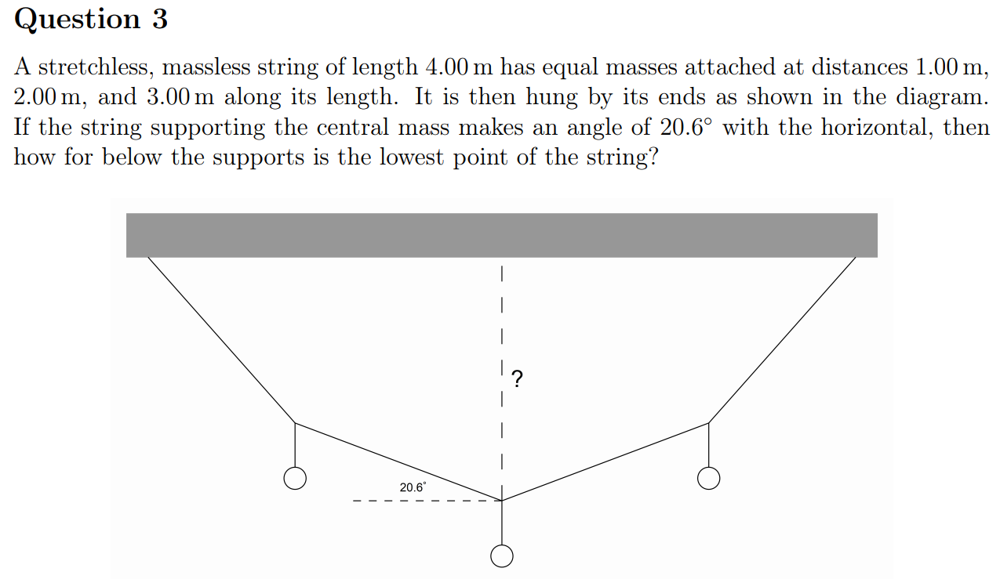 Question 3
A stretchless, massless string of length 4.00 m has equal masses attached at distances 1.00 m,
2.00 m, and 3.00 m along its length. It is then hung by its ends as shown in the diagram.
If the string supporting the central mass makes an angle of 20.6° with the horizontal, then
how for below the supports is the lowest point of the string?
?
20.6°